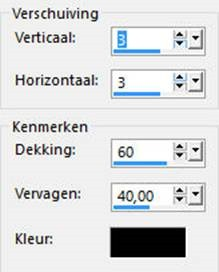 Verschuiving
Verticaal: 3
Horizontaal: 3
Kenmerken
Dekking: 60
Vervagen: 40,00
Kleur: